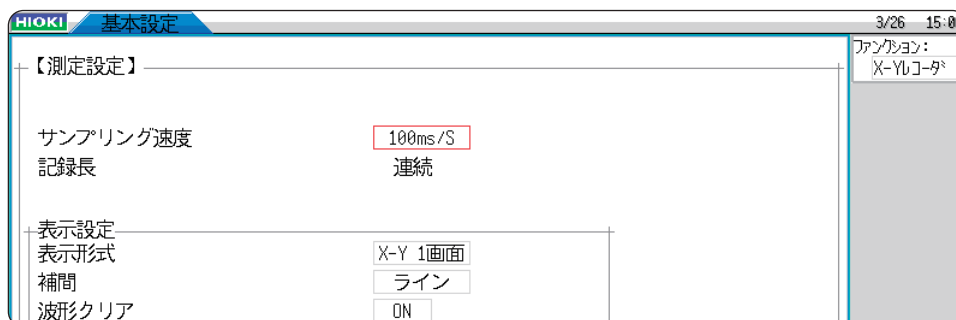 HIOKI 基本設定 3/26 15:0
ファンクション:
X-Yレコーダ
【測定設定】
サンプリング速度 100ms/S
記録長 連続
表示設定
表示形式 X-Y 1画面
補間 ライン
波形クリア ON